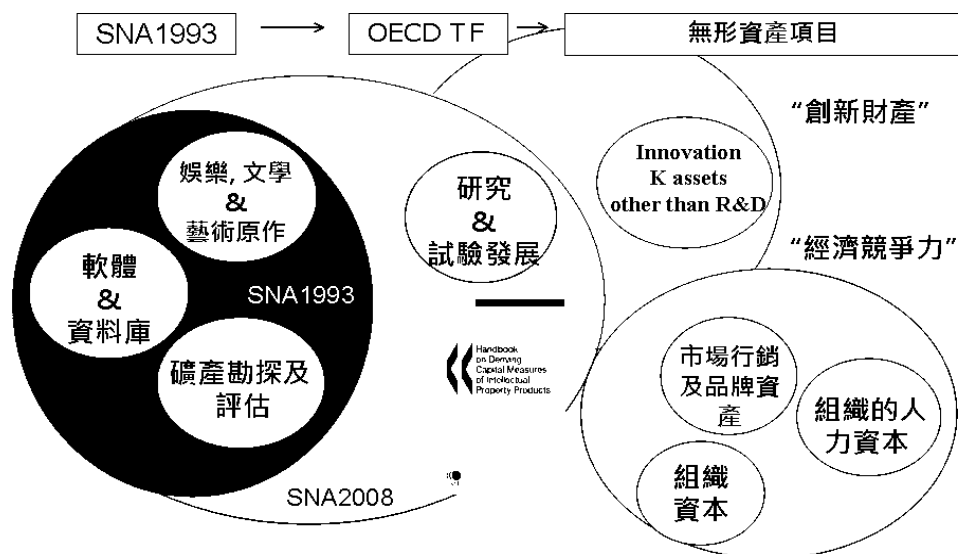 SNA1993
OECD TF
無形資產項目
“創新財產”
娛樂, 文學
&
藝術原作
Innovation
K assets
other than R&D
研究
&
試驗發展
“經濟競爭力”
軟體
&
資料庫
SNA1993
礦產勘探及
評估
Handbook
on Deriving
Capital Measures
of Intellectual
Property Products
市場行銷
及品牌資
產
組織的人
力資本
組織
資本
SNA2008